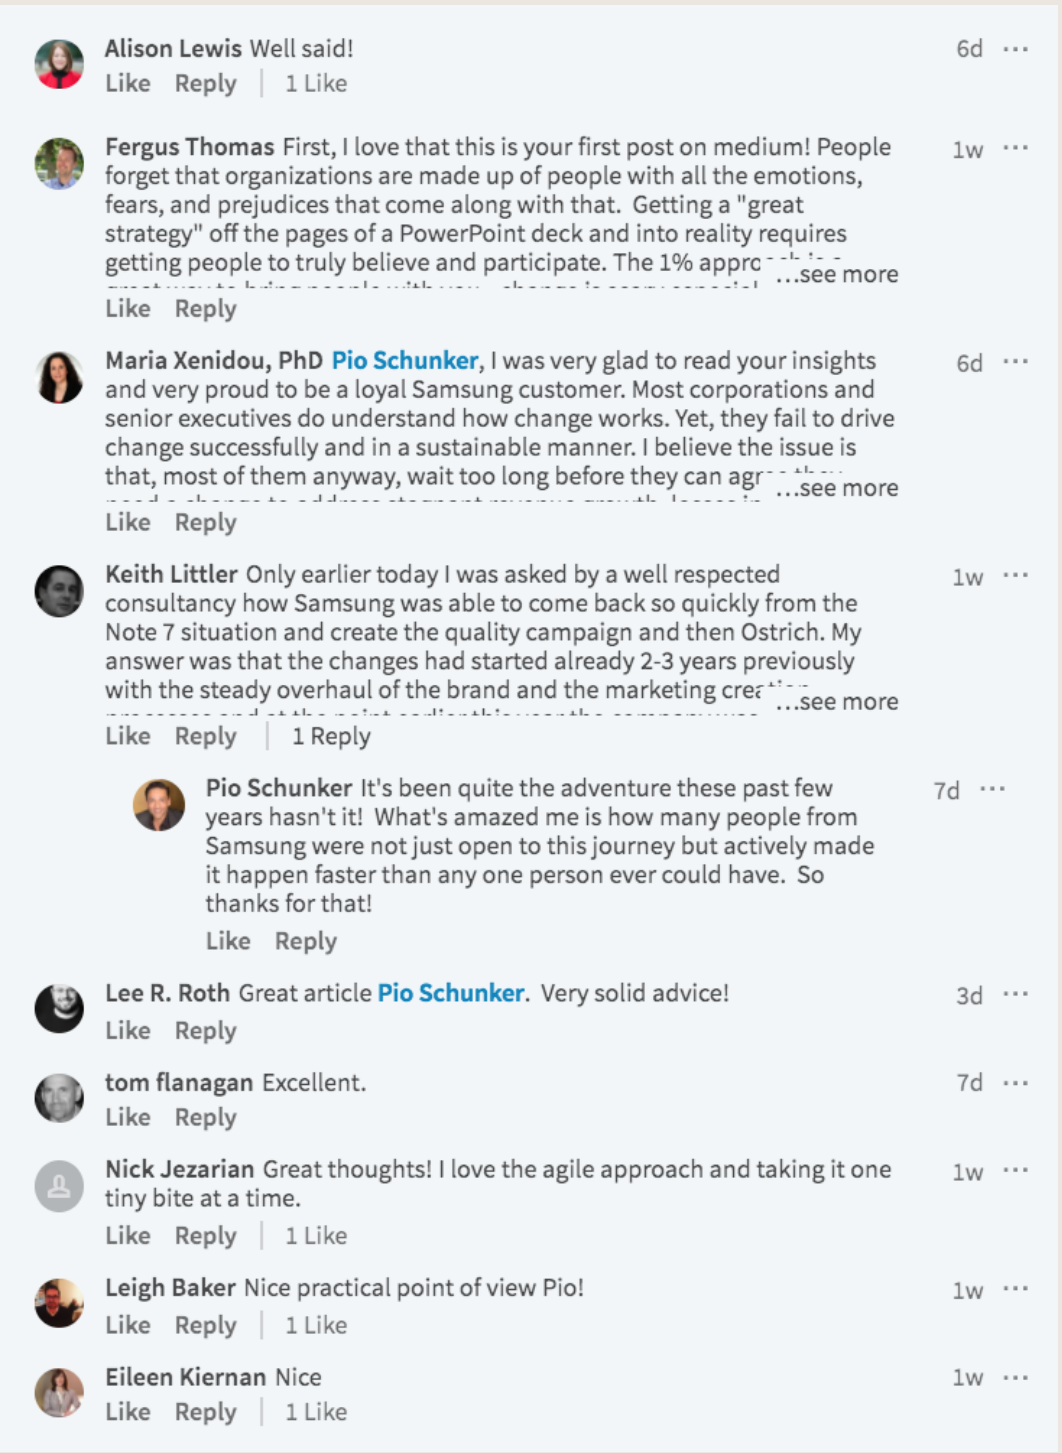 Alison Lewis Well said! 6d ···
Like Reply | 1 Like
Fergus Thomas First, I love that this is your first post on medium! People 1w ···
forget that organizations are made up of people with all the emotions,
fears, and prejudices that come along with that. Getting a "great
strategy" off the pages of a PowerPoint deck and into reality requires
getting people to truly believe and participate. The 1% appro
...see more
Like Reply
Maria Xenidou, PhD Pio Schunker, I was very glad to read your insights 6d ···
and very proud to be a loyal Samsung customer. Most corporations and
senior executives do understand how change works. Yet, they fail to drive
change successfully and in a sustainable manner. I believe the issue is
that, most of them anyway, wait too long before they can agr
...see more
Like Reply
Keith Littler Only earlier today I was asked by a well respected 1w ···
consultancy how Samsung was able to come back so quickly from the
Note 7 situation and create the quality campaign and then Ostrich. My
answer was that the changes had started already 2-3 years previously
with the steady overhaul of the brand and the marketing crea
...see more
Like Reply | 1 Reply
Pio Schunker It's been quite the adventure these past few 7d ···
years hasn't it! What's amazed me is how many people from
Samsung were not just open to this journey but actively made
it happen faster than any one person ever could have. So
thanks for that!
Like Reply
Lee R. Roth Great article Pio Schunker. Very solid advice! 3d ···
Like Reply
tom flanagan Excellent. 7d ···
Like Reply
Nick Jezarian Great thoughts! I love the agile approach and taking it one 1w ···
tiny bite at a time.
Like Reply | 1 Like
Leigh Baker Nice practical point of view Pio! 1w ···
Like Reply | 1 Like
Eileen Kiernan Nice 1w ···
Like Reply | 1 Like